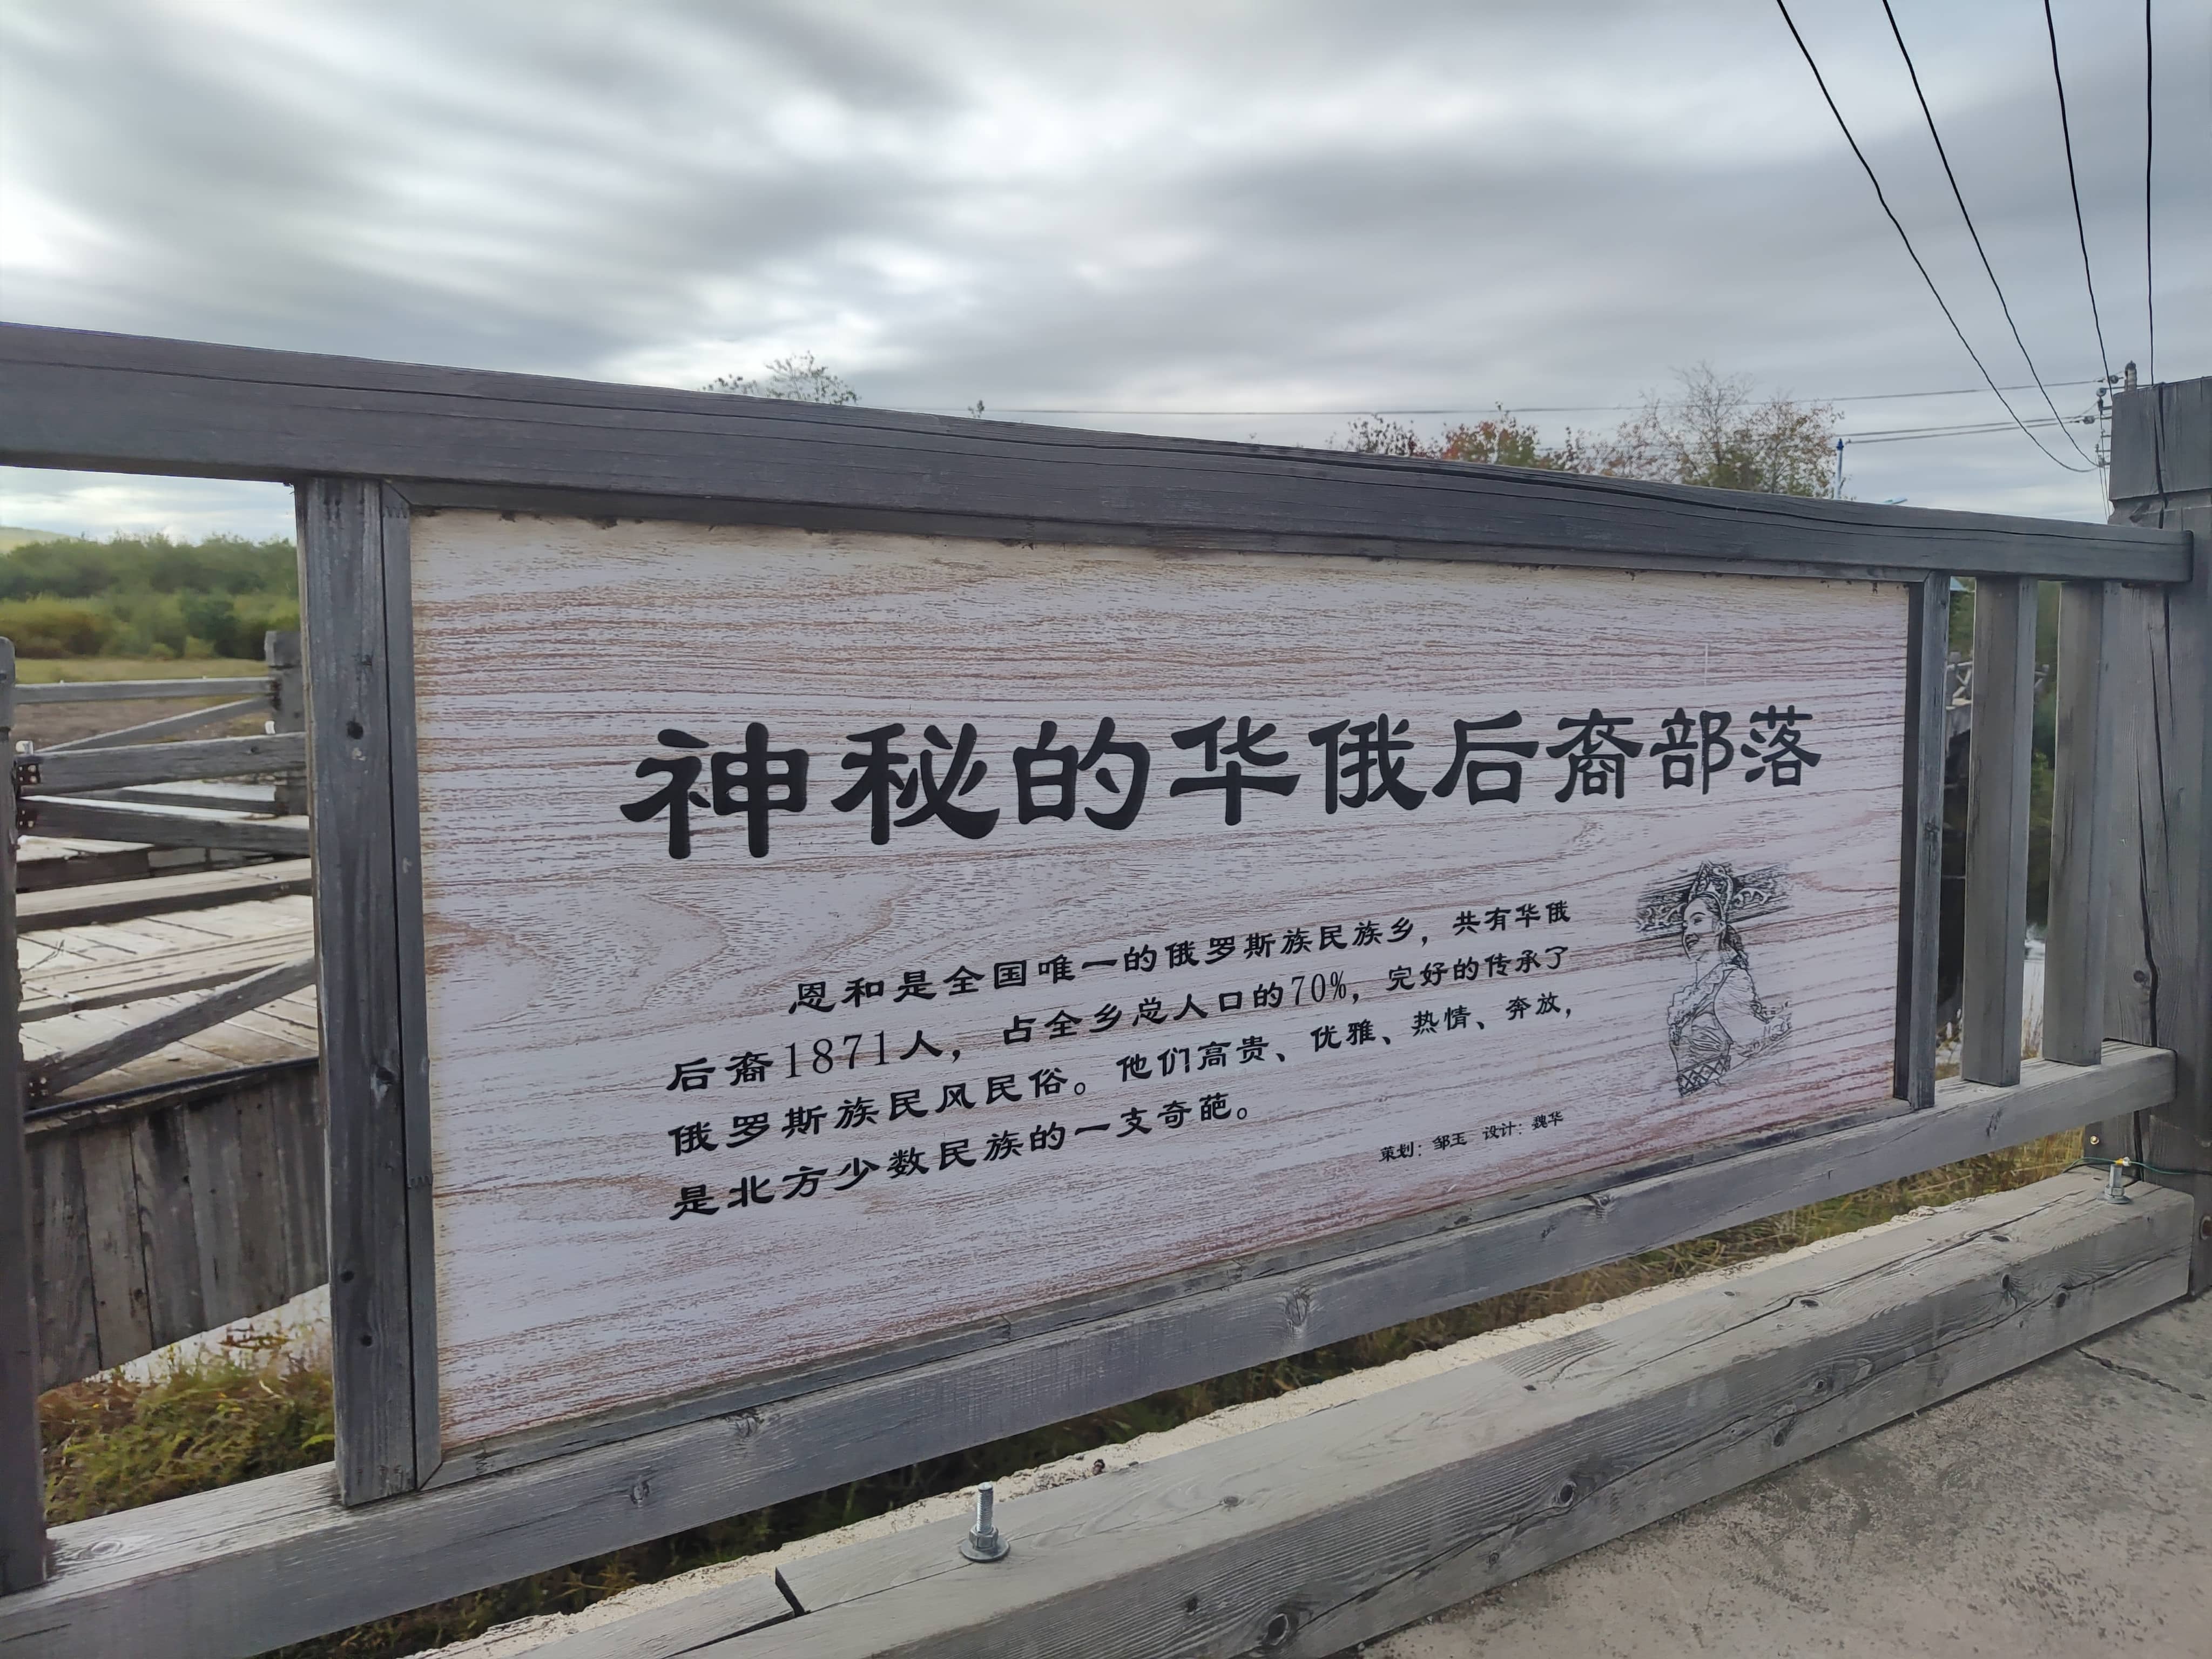 神秘的华俄后裔部落
恩和是全国唯一的俄罗斯族民族乡，共有华俄
后裔1871人，占全乡总人口的70%，完好的传承了
俄罗斯族民风民俗。他们高贵、优雅、热情、奔放，
是北方少数民族的一支奇葩。
策划：邹玉 设计：魏华